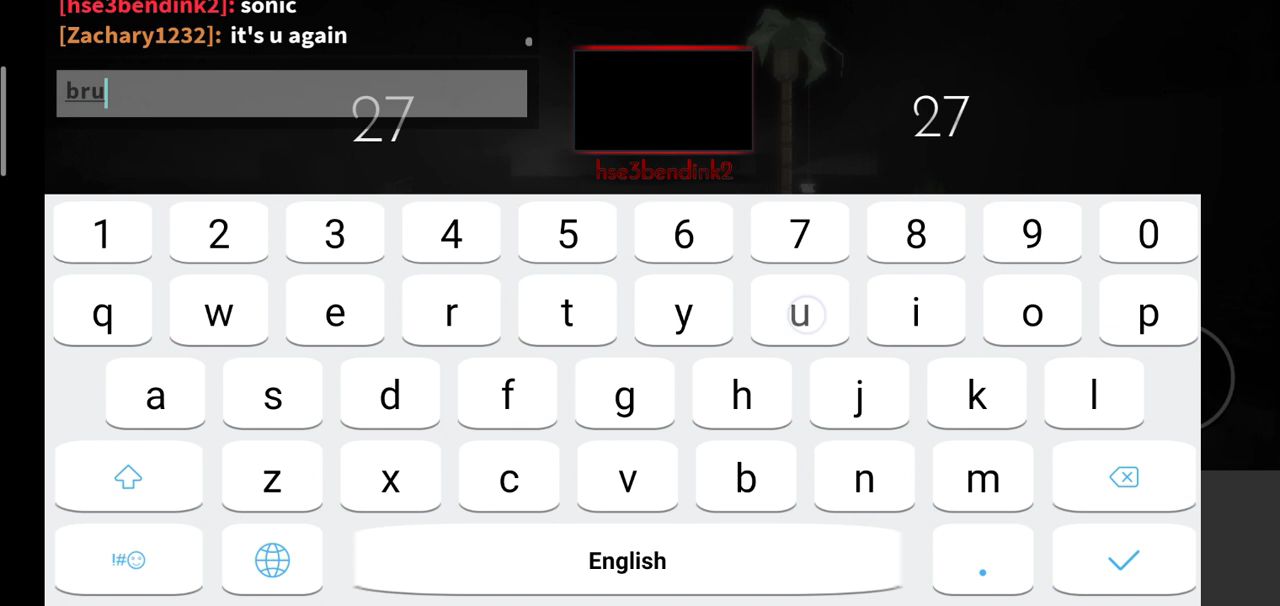 [hse3bendink2]: sonic
[Zachary1232]: it's u again
bru
27
27
hse3bendink2
1 2 3 4 5 6 7 8 9 0
q w e r t y u i o p
a s d f g h j k l
z x c v b n m
!#☺ English .